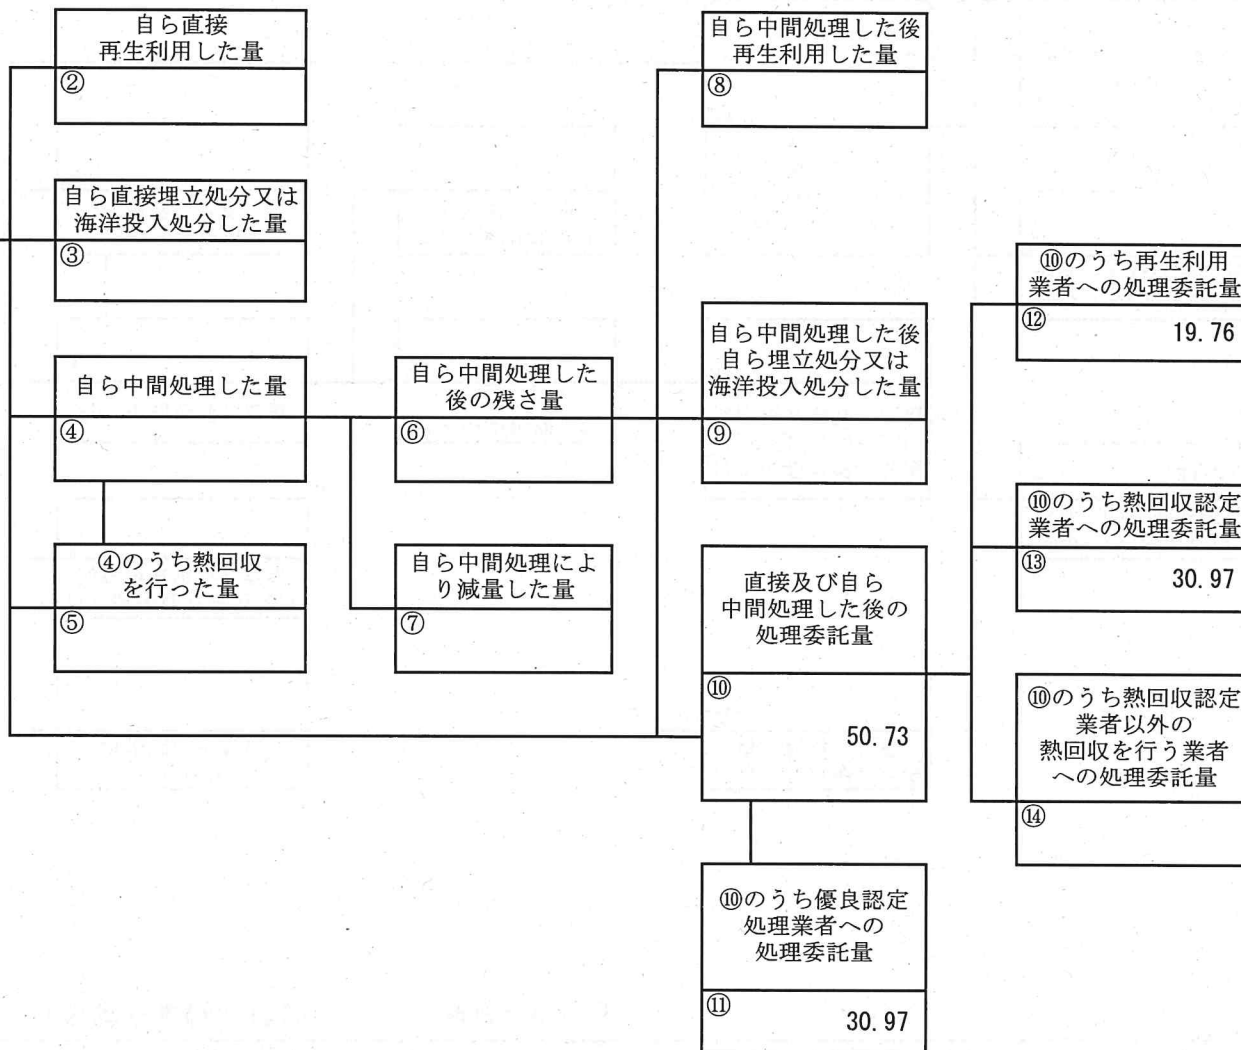 自ら直接
再生利用した量
②
自ら直接埋立処分又は
海洋投入処分した量
③
自ら中間処理した量
④
④のうち熱回収
を行った量
⑤
自ら中間処理した
後の残さ量
⑥
自ら中間処理によ
り減量した量
⑦
自ら中間処理した後
再生利用した量
⑧
自ら中間処理した後
自ら埋立処分又は
海洋投入処分した量
⑨
直接及び自ら
中間処理した後の
処理委託量
⑩
50.73
⑩のうち優良認定
処理業者への
処理委託量
⑪
30.97
⑩のうち再生利用
業者への処理委託量
⑫
19.76
⑩のうち熱回収認定
業者への処理委託量
⑬
30.97
⑩のうち熱回収認定
業者以外の
熱回収を行う業者
への処理委託量
⑭